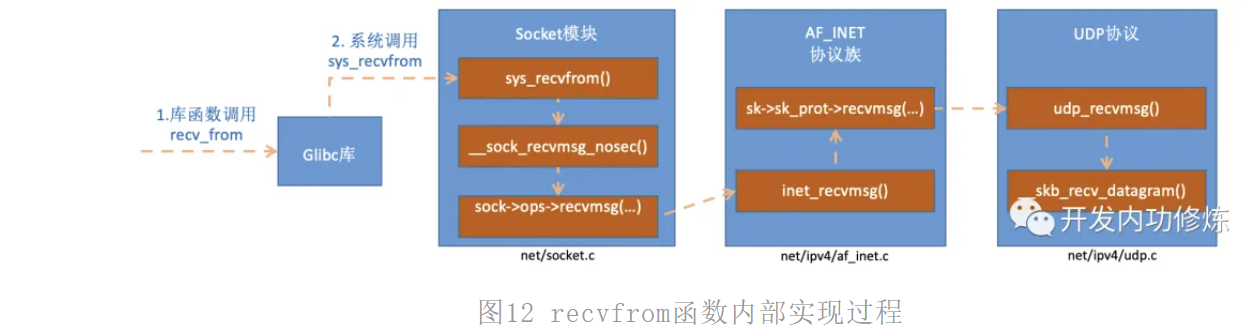 1.库函数调用
recv_from
Glibc库
2. 系统调用
sys_recvfrom
Socket模块
sys_recvfrom()
__sock_recvmsg_nosec()
sock->ops->recvmsg(…)
net/socket.c
AF_INET
协议族
sk->sk_prot->recvmsg(…)
inet_recvmsg()
net/ipv4/af_inet.c
UDP协议
udp_recvmsg()
skb_recv_datagram()
net/ipv4/udp.c
开发内功修炼
图12 recvfrom函数内部实现过程